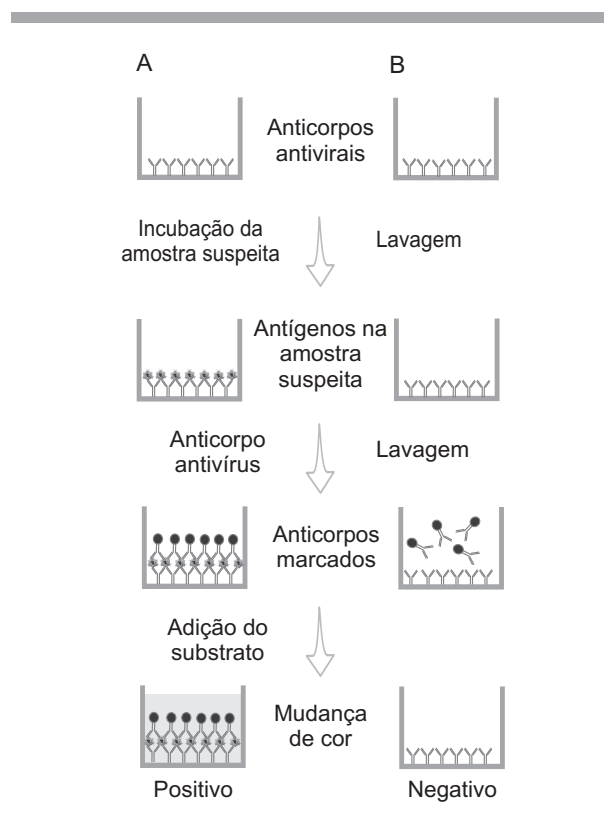 A
B
Anticorpos
antivirais
Incubação da
amostra suspeita
Lavagem
Antígenos na
amostra
suspeita
Anticorpo
antivírus
Lavagem
Anticorpos
marcados
Adição do
substrato
Mudança
de cor
Positivo
Negativo